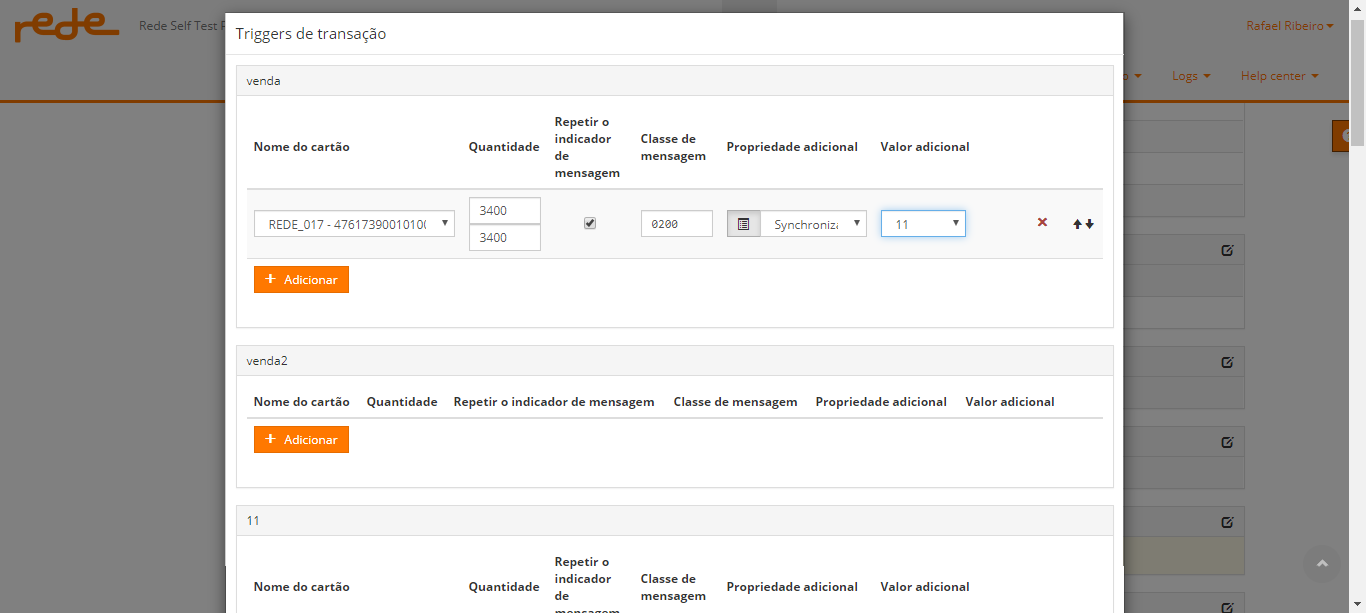 rede
Rede Self Test
Rafael Ribeiro
Logs
Help center
Triggers de transação
venda
Nome do cartão
Quantidade
Repetir o
indicador
de
mensagem
Classe de
mensagem
Propriedade adicional
Valor adicional
REDE_017 - 4761739001010
3400
3400
0200
Synchroniz
11
+ Adicionar
venda2
Nome do cartão Quantidade Repetir o indicador de mensagem Classe de mensagem Propriedade adicional Valor adicional
+ Adicionar
11
Nome do cartão
Quantidade
Repetir o
indicador
de
mensagem
Classe de
mensagem
Propriedade adicional
Valor adicional